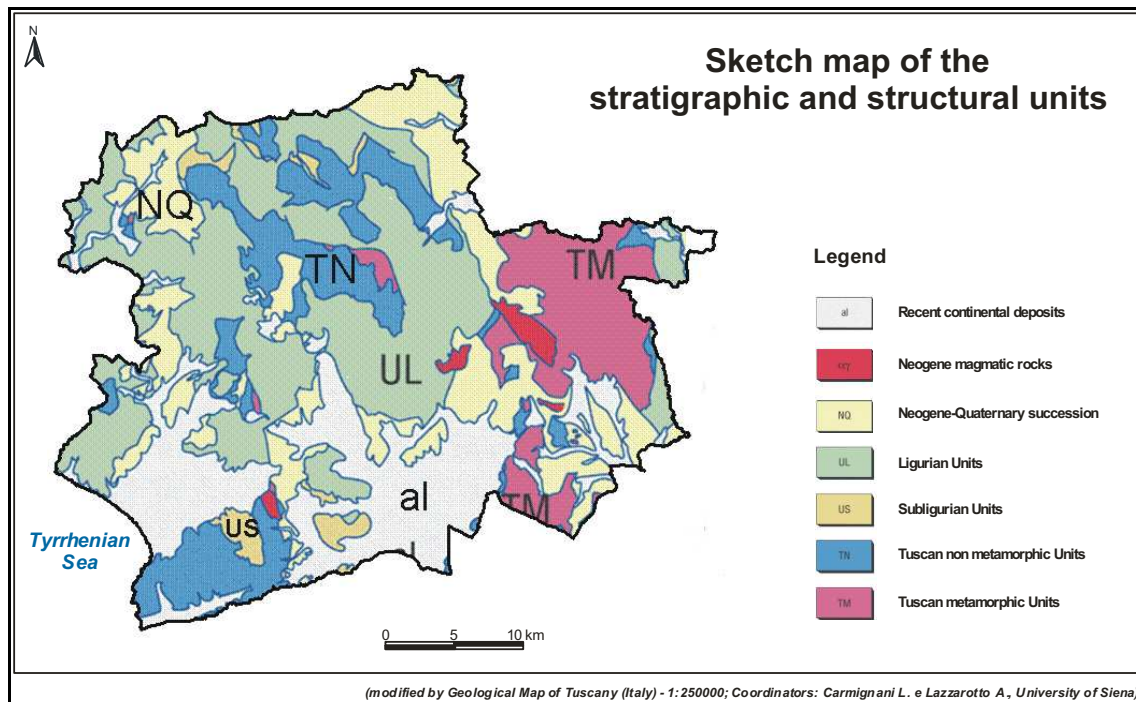 N
Sketch map of the
stratigraphic and structural units
NQ
TN
TM
UL
al
TM
US
Tyrrhenian
Sea
0 5 10 km
Legend
al Recent continental deposits
Neogene magmatic rocks
NQ Neogene-Quaternary succession
UL Ligurian Units
US Subligurian Units
TN Tuscan non metamorphic Units
TM Tuscan metamorphic Units
(modified by Geological Map of Tuscany (Italy) - 1:250000; Coordinators: Carmignani L. e Lazzarotto A., University of Siena)